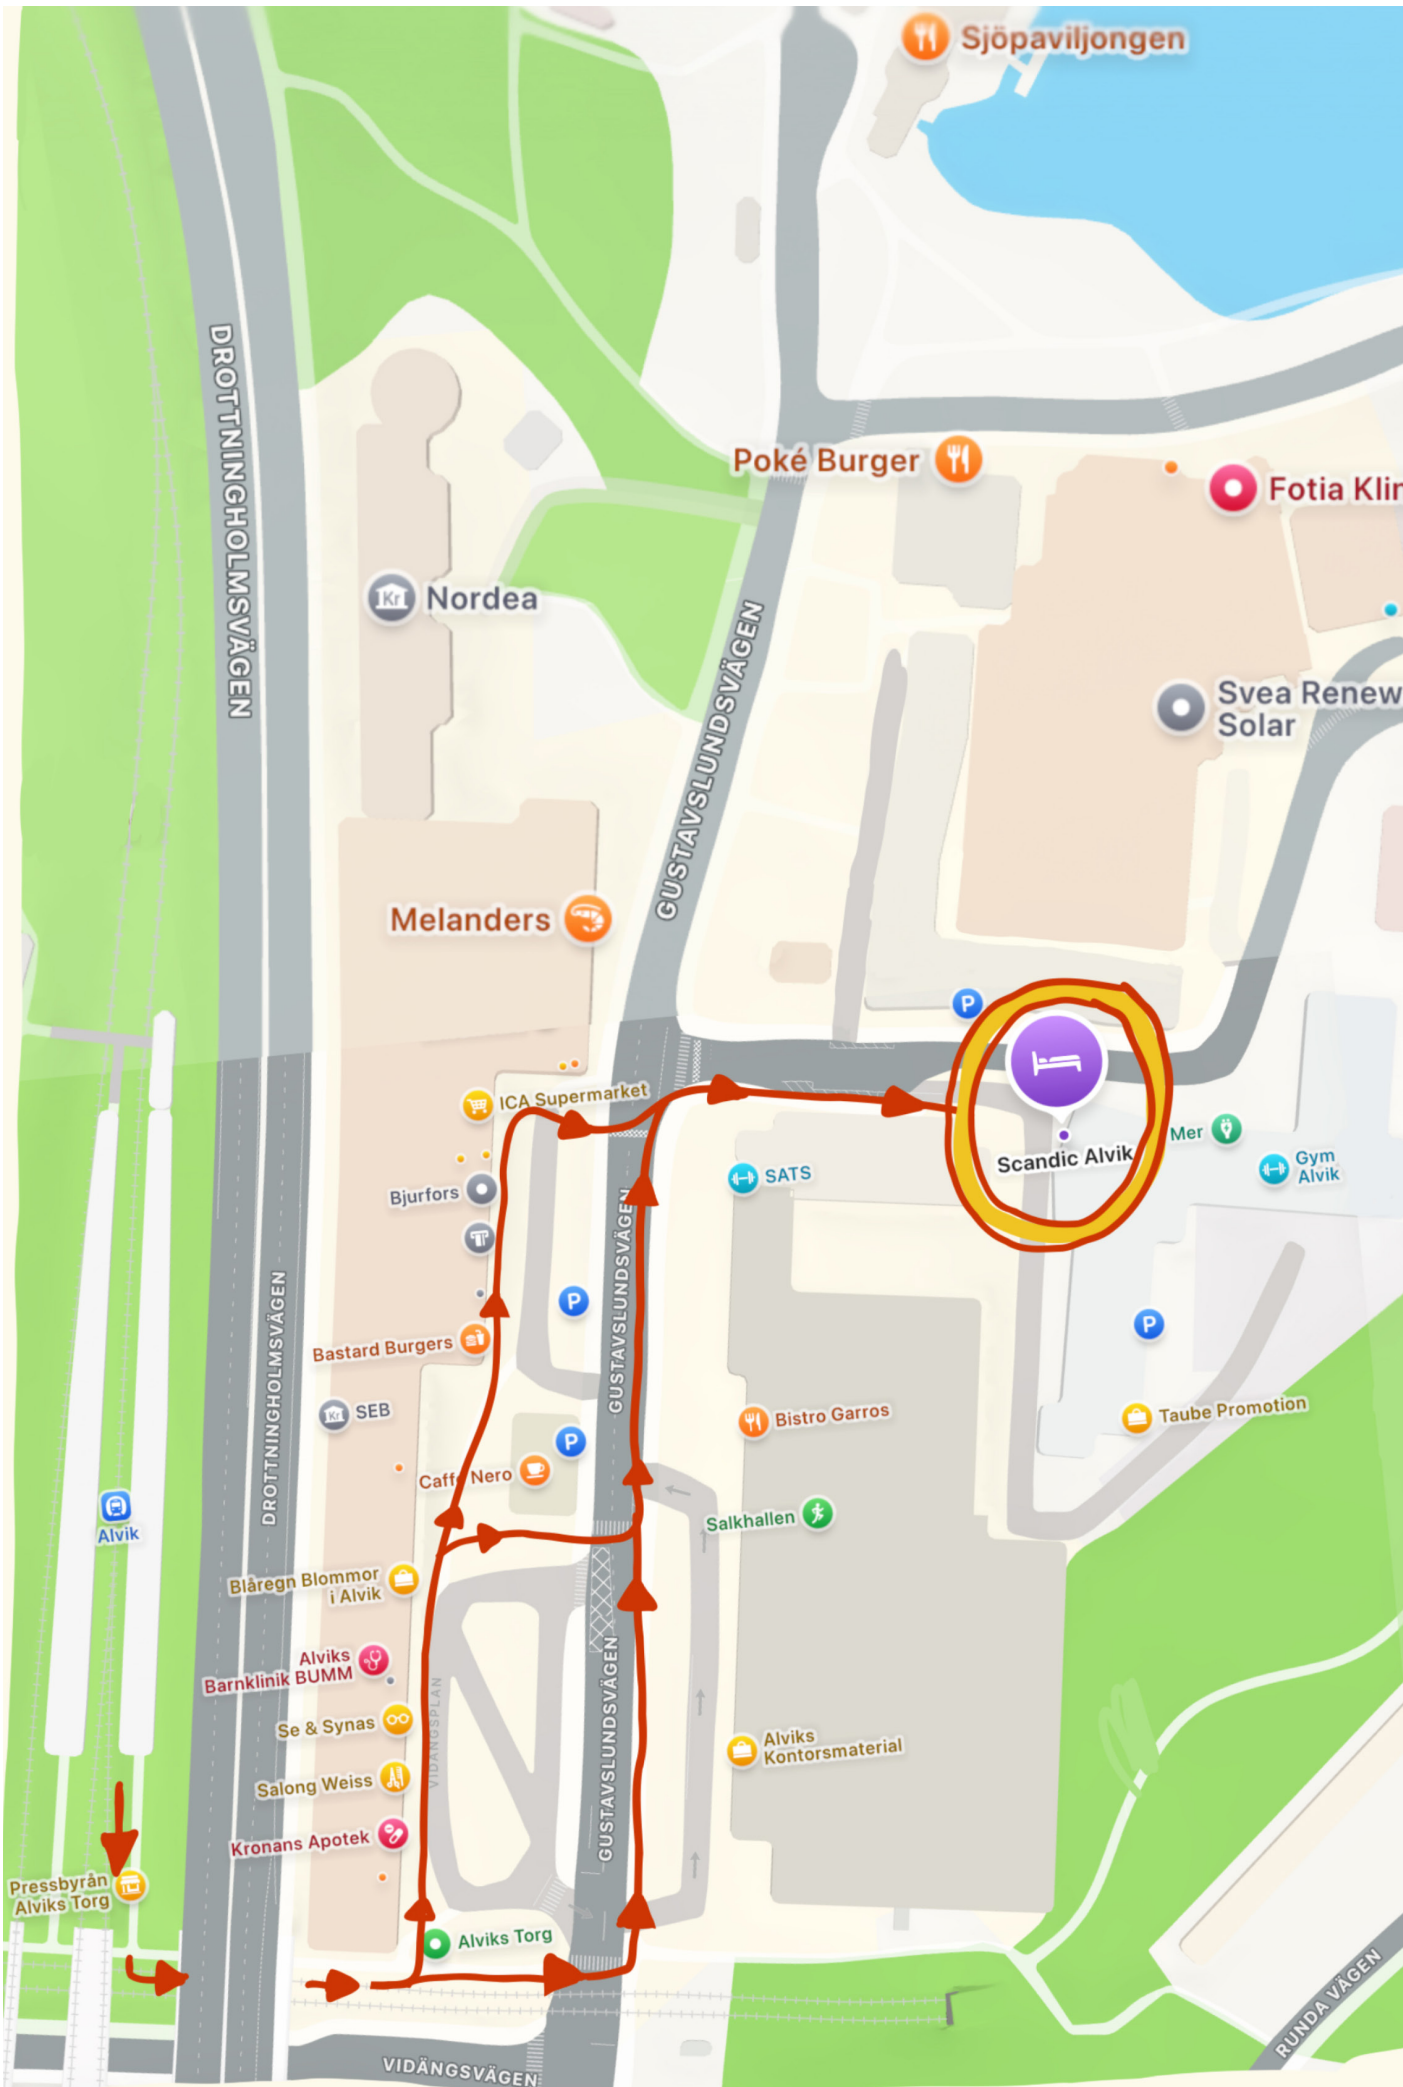 Sjöpaviljongen
DROTTNINGHOLMSVÄGEN
Poké Burger
Fotia Klin
Kr
Nordea
GUSTAVSLUNDSVÄGEN
Svea Renew
Solar
Melanders
P
ICA Supermarket
Mer
Scandic Alvik
Gym
Alvik
SATS
Bjurfors
GUSTAVSLUNDSVÄGEN
P
P
DROTTNINGHOLMSVÄGEN
Bastard Burgers
Kr
SEB
Bistro Garros
Taube Promotion
P
Caffè Nero
Alvik
Salkhallen
Blåregn Blommor
i Alvik
Alviks
Barnklinik BUMM
VIDÄNGSPLAN
GUSTAVSLUNDSVÄGEN
Se & Synas
Alviks
Kontorsmaterial
Salong Weiss
Kronans Apotek
Pressbyrån
Alviks Torg
Alviks Torg
RUNDA VÄGEN
VIDÄNGSVÄGEN